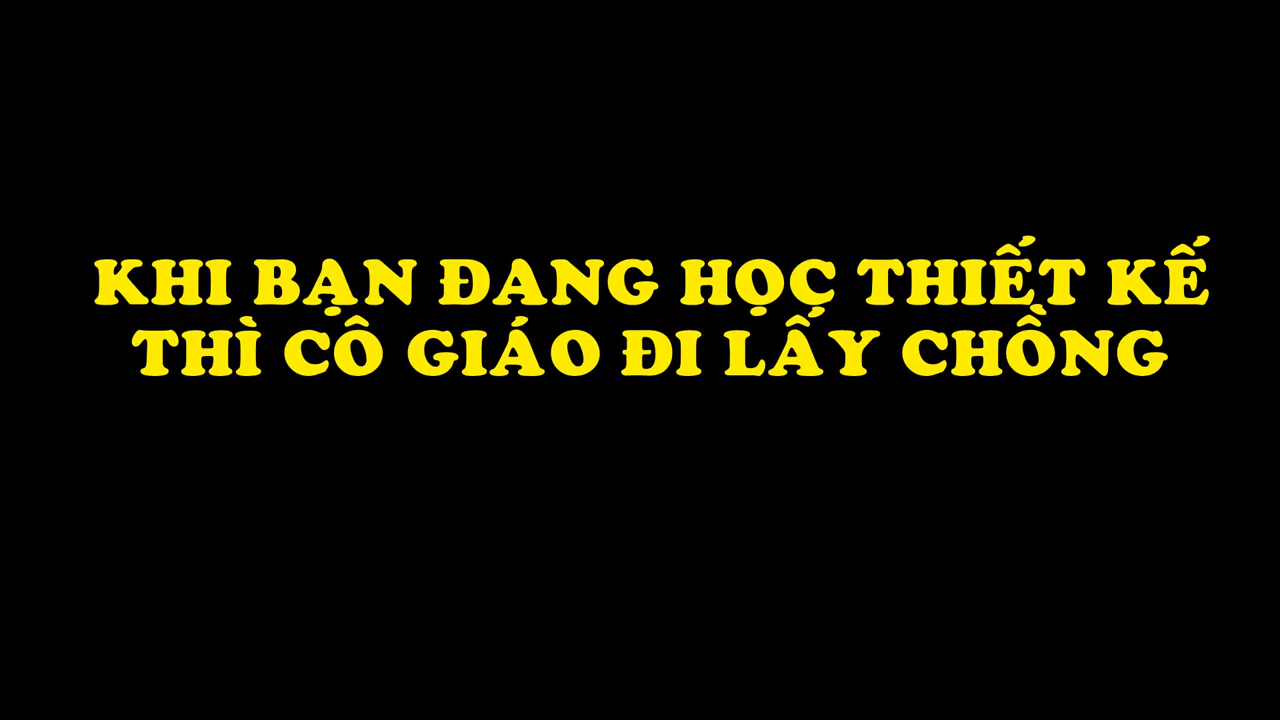 KHI BẠN ĐANG HỌC THIẾT KẾ
THÌ CÔ GIÁO ĐI LẤY CHỒNG